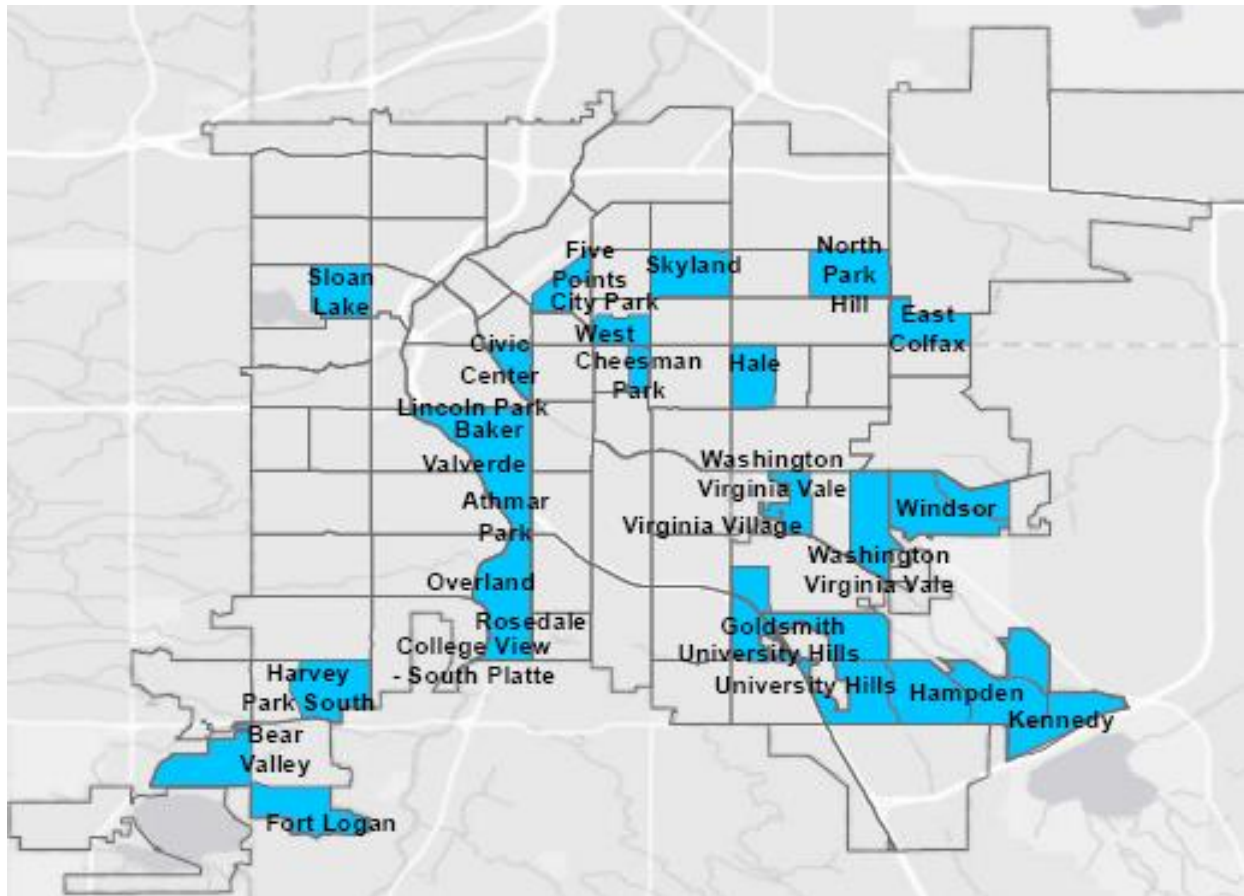 Five
Points
Skyland
North
Park
Hill
Sloan
Lake
City Park
West
East
Colfax
Civic
Center
Cheesman
Park
Hale
Lincoln Park
Baker
Valverde
Athmar
Park
Washington
Virginia Vale
Virginia Village
Windsor
Washington
Virginia Vale
Overland
Rosedale
College View
- South Platte
Goldsmith
University Hills
University Hills
Hampden
Kennedy
Harvey
Park South
Bear
Valley
Fort Logan